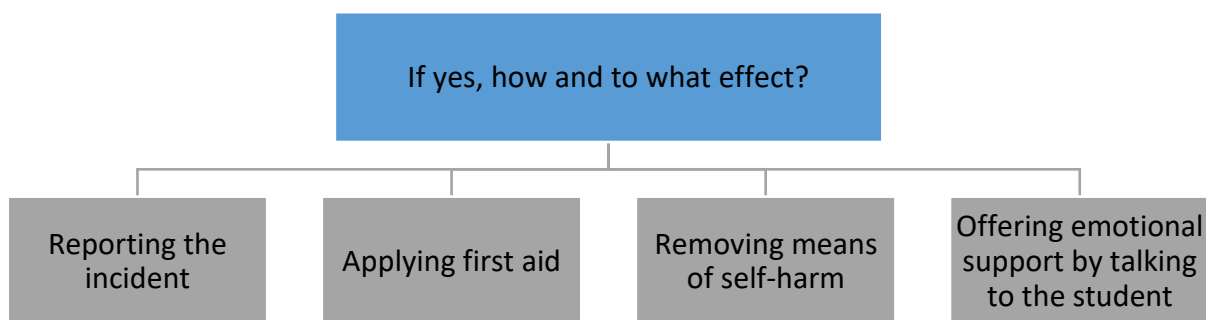 If yes, how and to what effect?
Reporting the
incident
Applying first aid
Removing means
of self-harm
Offering emotional
support by talking
to the student